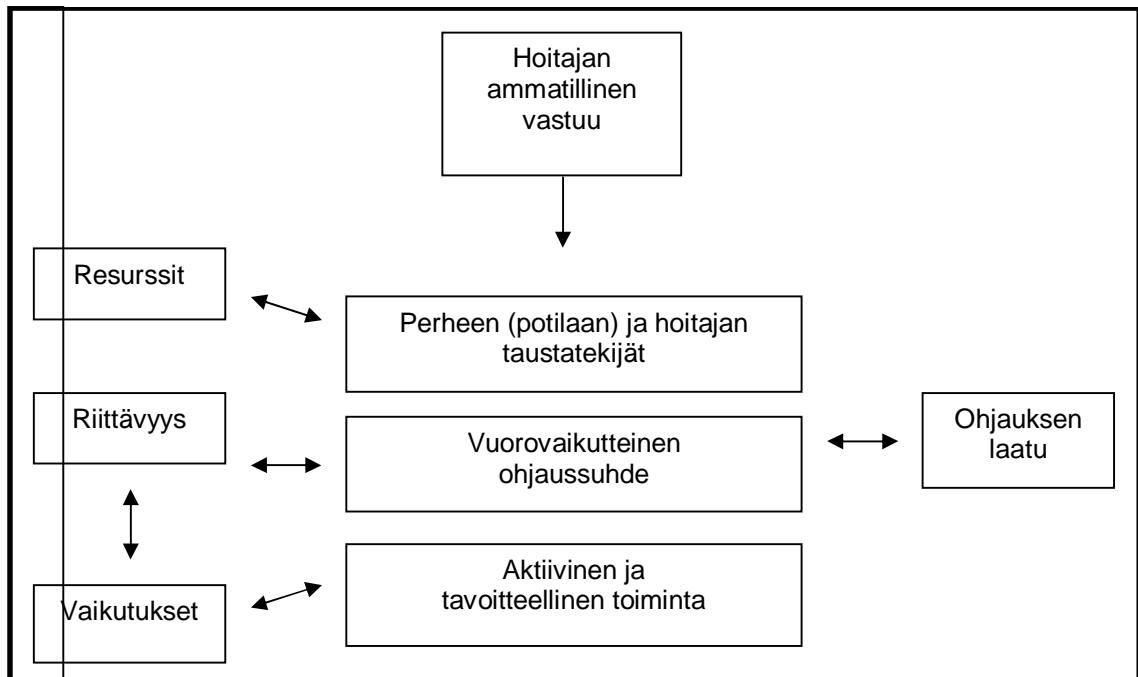 Hoitajan
ammatillinen
vastuu
Resurssit
Perheen (potilaan) ja hoitajan
taustatekijät
Riittävyys
Vuorovaikutteinen
ohjaussuhde
Ohjauksen
laatu
Aktiivinen ja
tavoitteellinen toiminta
Vaikutukset